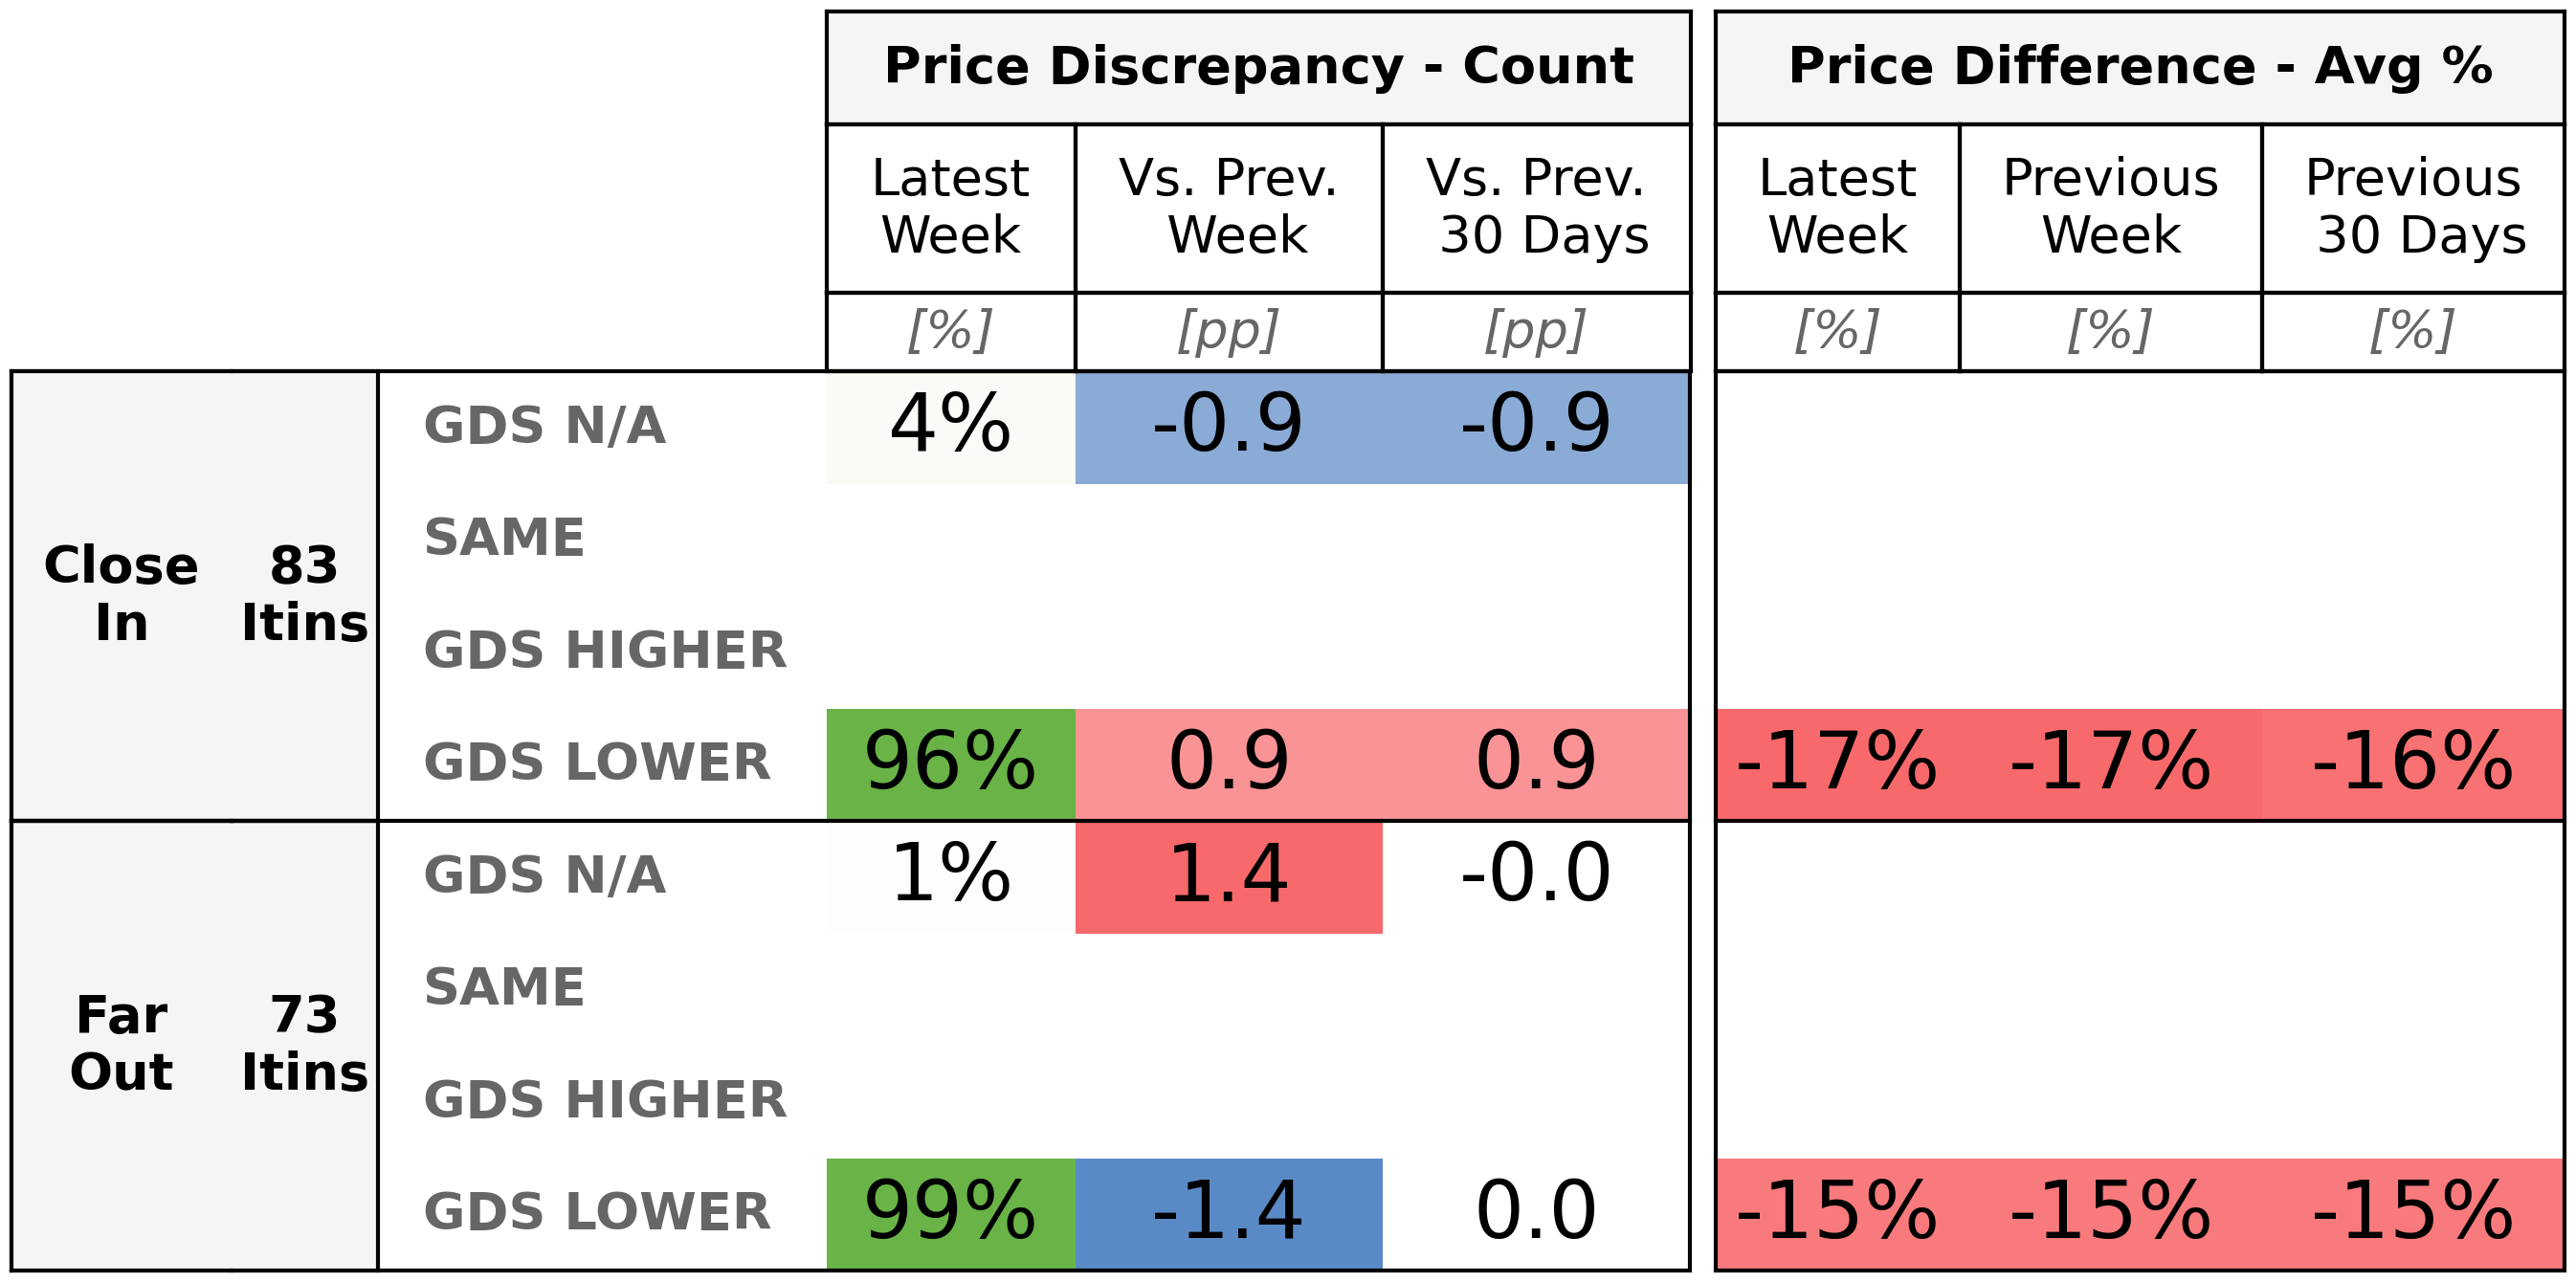 Price Discrepancy - Count Price Difference - Avg %
Latest Week Vs. Prev. Week Vs. Prev. 30 Days Latest Week Previous Week Previous 30 Days
[%] [pp] [pp] [%] [%] [%]
Close In 83 Itins
GDS N/A 4% -0.9 -0.9
SAME
GDS HIGHER
GDS LOWER 96% 0.9 0.9 -17% -17% -16%
Far Out 73 Itins
GDS N/A 1% 1.4 -0.0
SAME
GDS HIGHER
GDS LOWER 99% -1.4 0.0 -15% -15% -15%